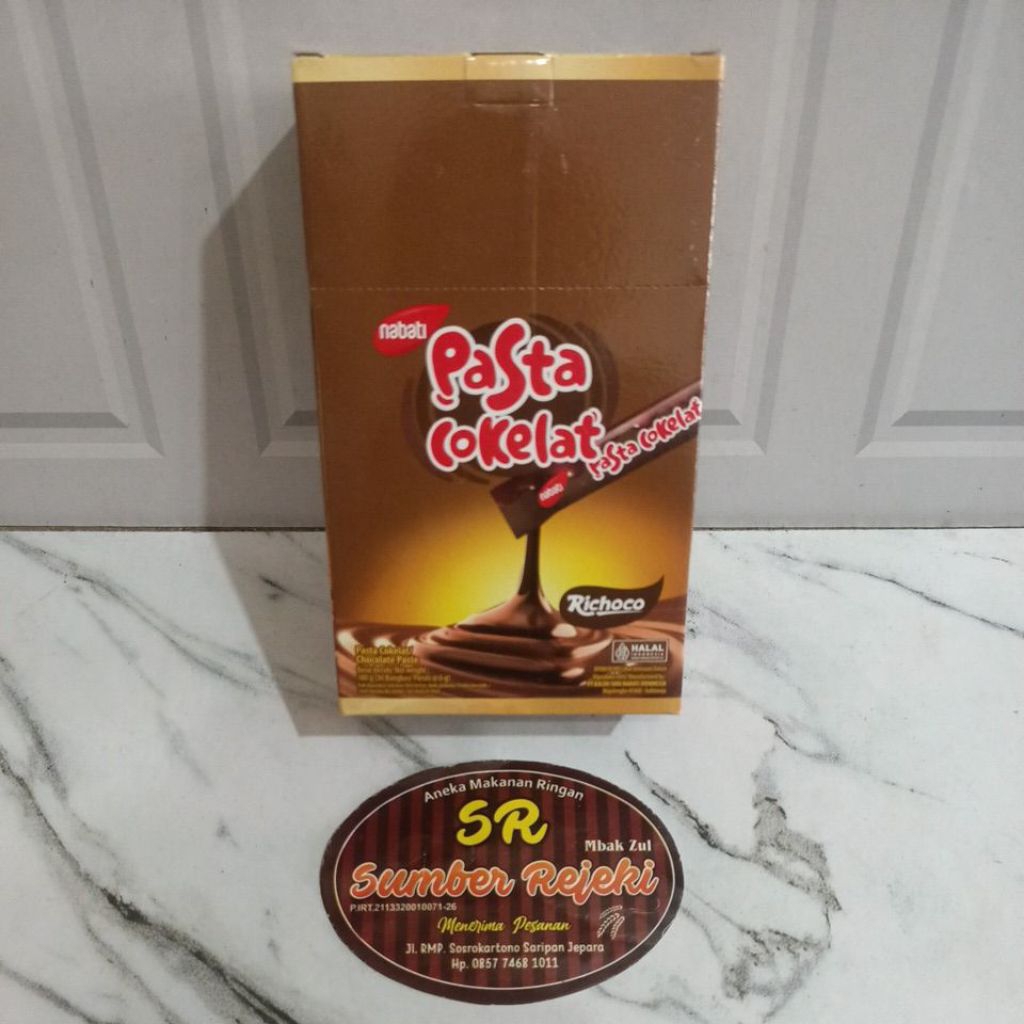 nabati
Pasta
Cokelat
Pasta Cokelat
nabati
Richoco
Pasta Cokelat/
Chocolate Paste
HALAL
INDONESIA
Aneka Makanan Ringan
SR
Mbak Zul
Sumber Rejeki
P.IRT.2113320010071-26
Menerima Pesanan
Jl. RMP. Sosrokartono Saripan Jepara
Hp. 0857 7468 1011